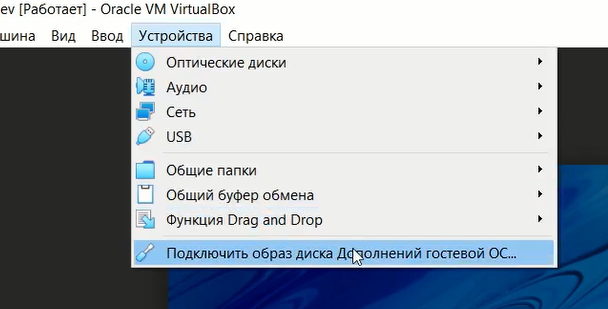 ev [Работает] - Oracle VM VirtualBox
шина Вид Ввод Устройства Справка
Оптические диски
Аудио
Сеть
USB
Общие папки
Общий буфер обмена
Функция Drag and Drop
Подключить образ диска Дополнений гостевой ОС...